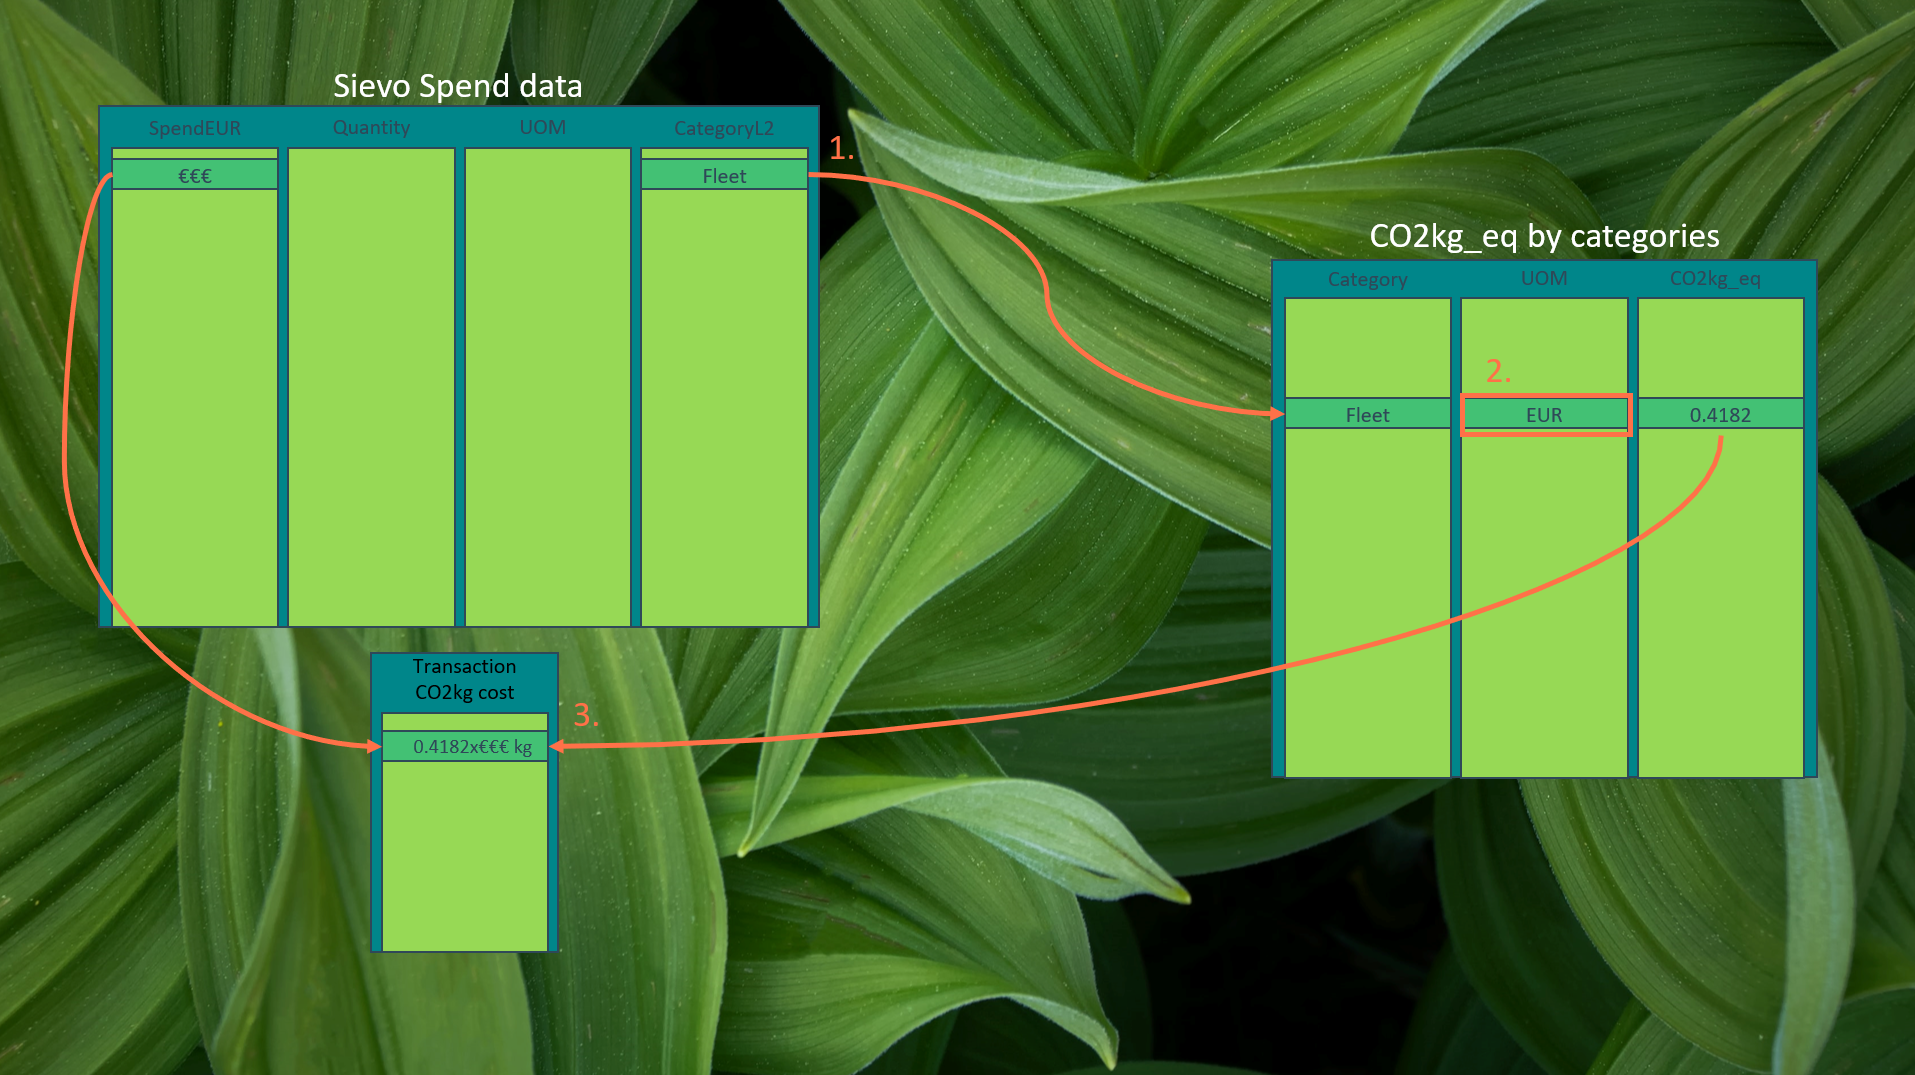 Sievo Spend data
SpendEUR Quantity UOM CategoryL2
€€€ Fleet
1.
CO2kg_eq by categories
Category UOM CO2kg_eq
2.
Fleet EUR 0.4182
Transaction
CO2kg cost
3.
0.4182x€€€ kg